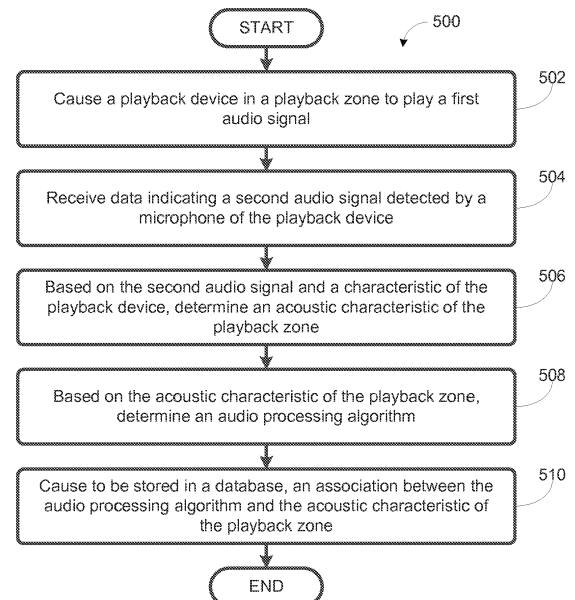 START
500
Cause a playback device in a playback zone to play a first
audio signal
502
Receive data indicating a second audio signal detected by a
microphone of the playback device
504
Based on the second audio signal and a characteristic of the
playback device, determine an acoustic characteristic of the
playback zone
506
Based on the acoustic characteristic of the playback zone,
determine an audio processing algorithm
508
Cause to be stored in a database, an association between the
audio processing algorithm and the acoustic characteristic of
the playback zone
510
END